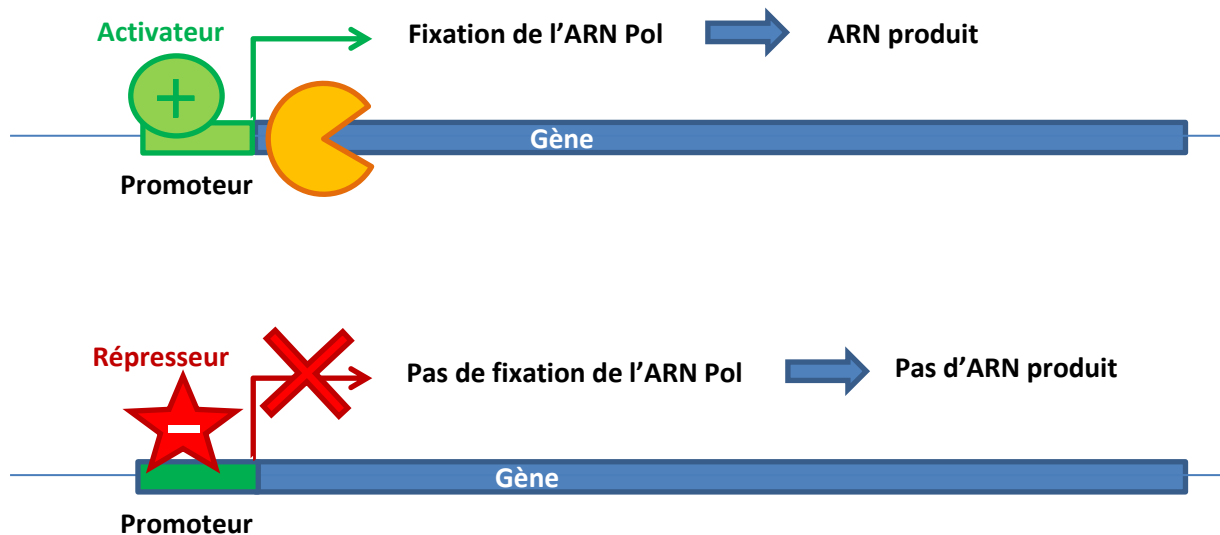 Activateur
Fixation de l’ARN Pol
ARN produit
+
Gène
Promoteur
Répresseur
Pas de fixation de l’ARN Pol
Pas d’ARN produit
-
Gène
Promoteur